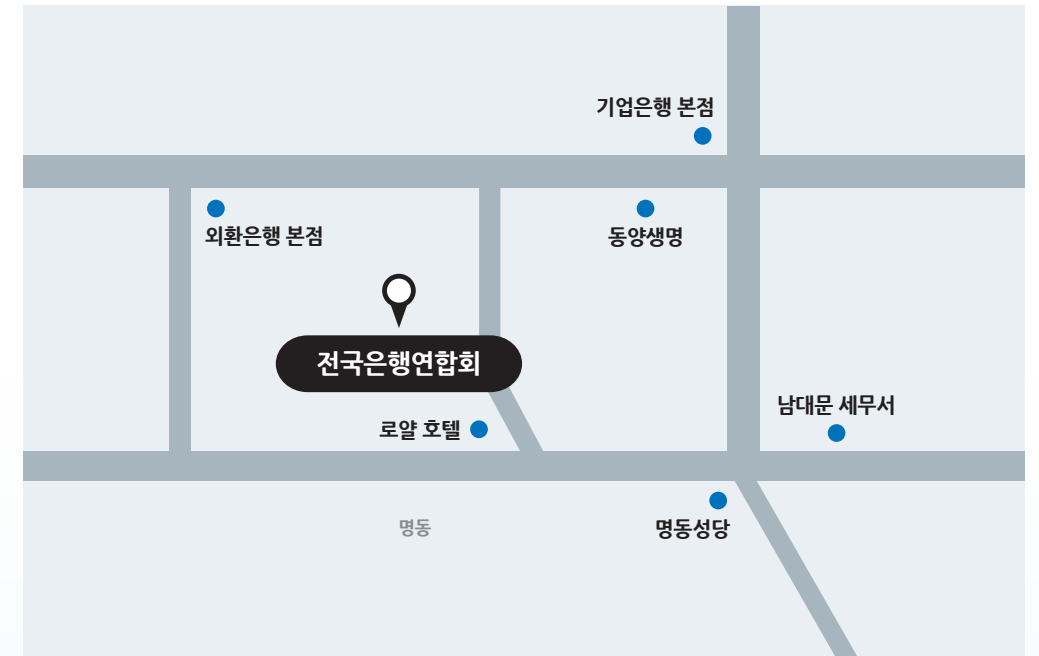 기업은행 본점
외환은행 본점
동양생명
전국은행연합회
남대문 세무서
로얄 호텔
명동
명동성당